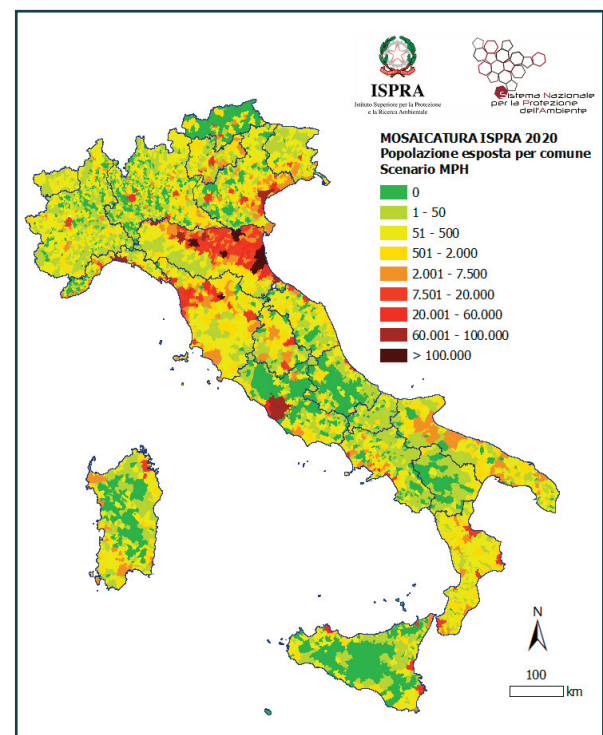 ISPRA
Istituto Superiore per la Protezione
e la Ricerca Ambientale
Sistema Nazionale
per la Protezione
dell'Ambiente
MOSAICATURA ISPRA 2020
Popolazione esposta per comune
Scenario MPH
0
1 - 50
51 - 500
501 - 2.000
2.001 - 7.500
7.501 - 20.000
20.001 - 60.000
60.001 - 100.000
> 100.000
N
100
km